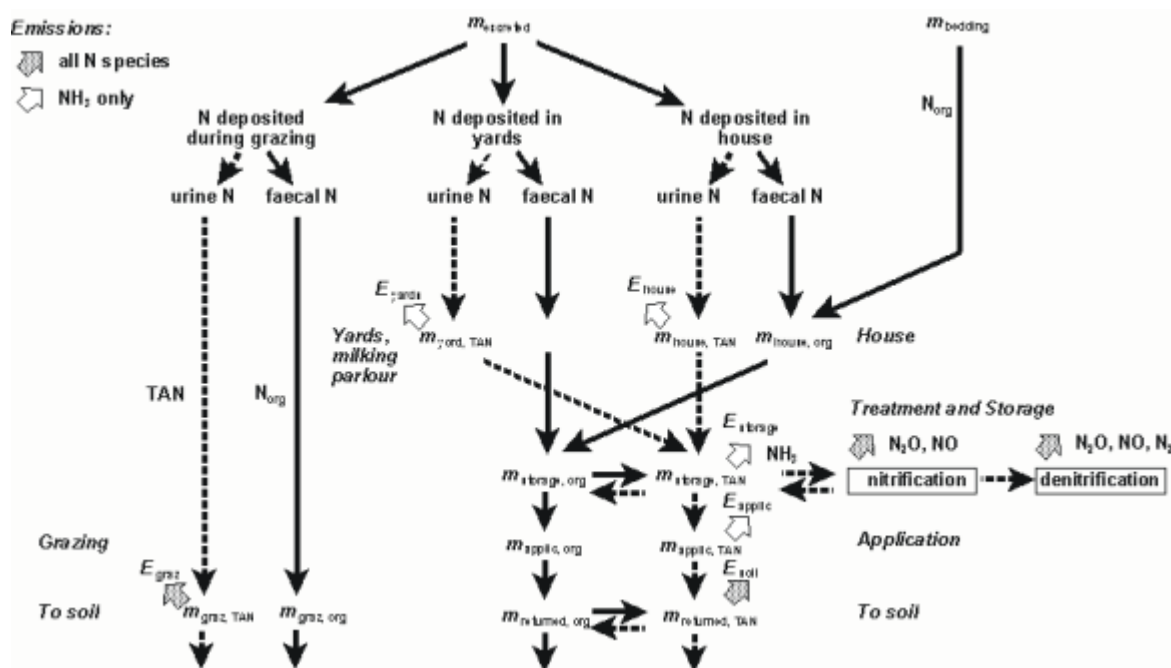 Emissions:
all N species
NH3 only
m excreted
m bedding
N deposited during grazing
N deposited in yards
N deposited in house
Norg
urine N
faecal N
urine N
faecal N
urine N
faecal N
E yards
E house
Yards, milking parlour
m yard, TAN
m house, TAN
m house, org
House
TAN
Norg
Treatment and Storage
E storage
NH3
N2O, NO
N2O, NO, N2
m storage, org
m storage, TAN
nitrification
denitrification
E applic
Grazing
m applic, org
m applic, TAN
Application
E graz
E soil
To soil
m graz, TAN
m graz, org
m returned, org
m returned, TAN
To soil